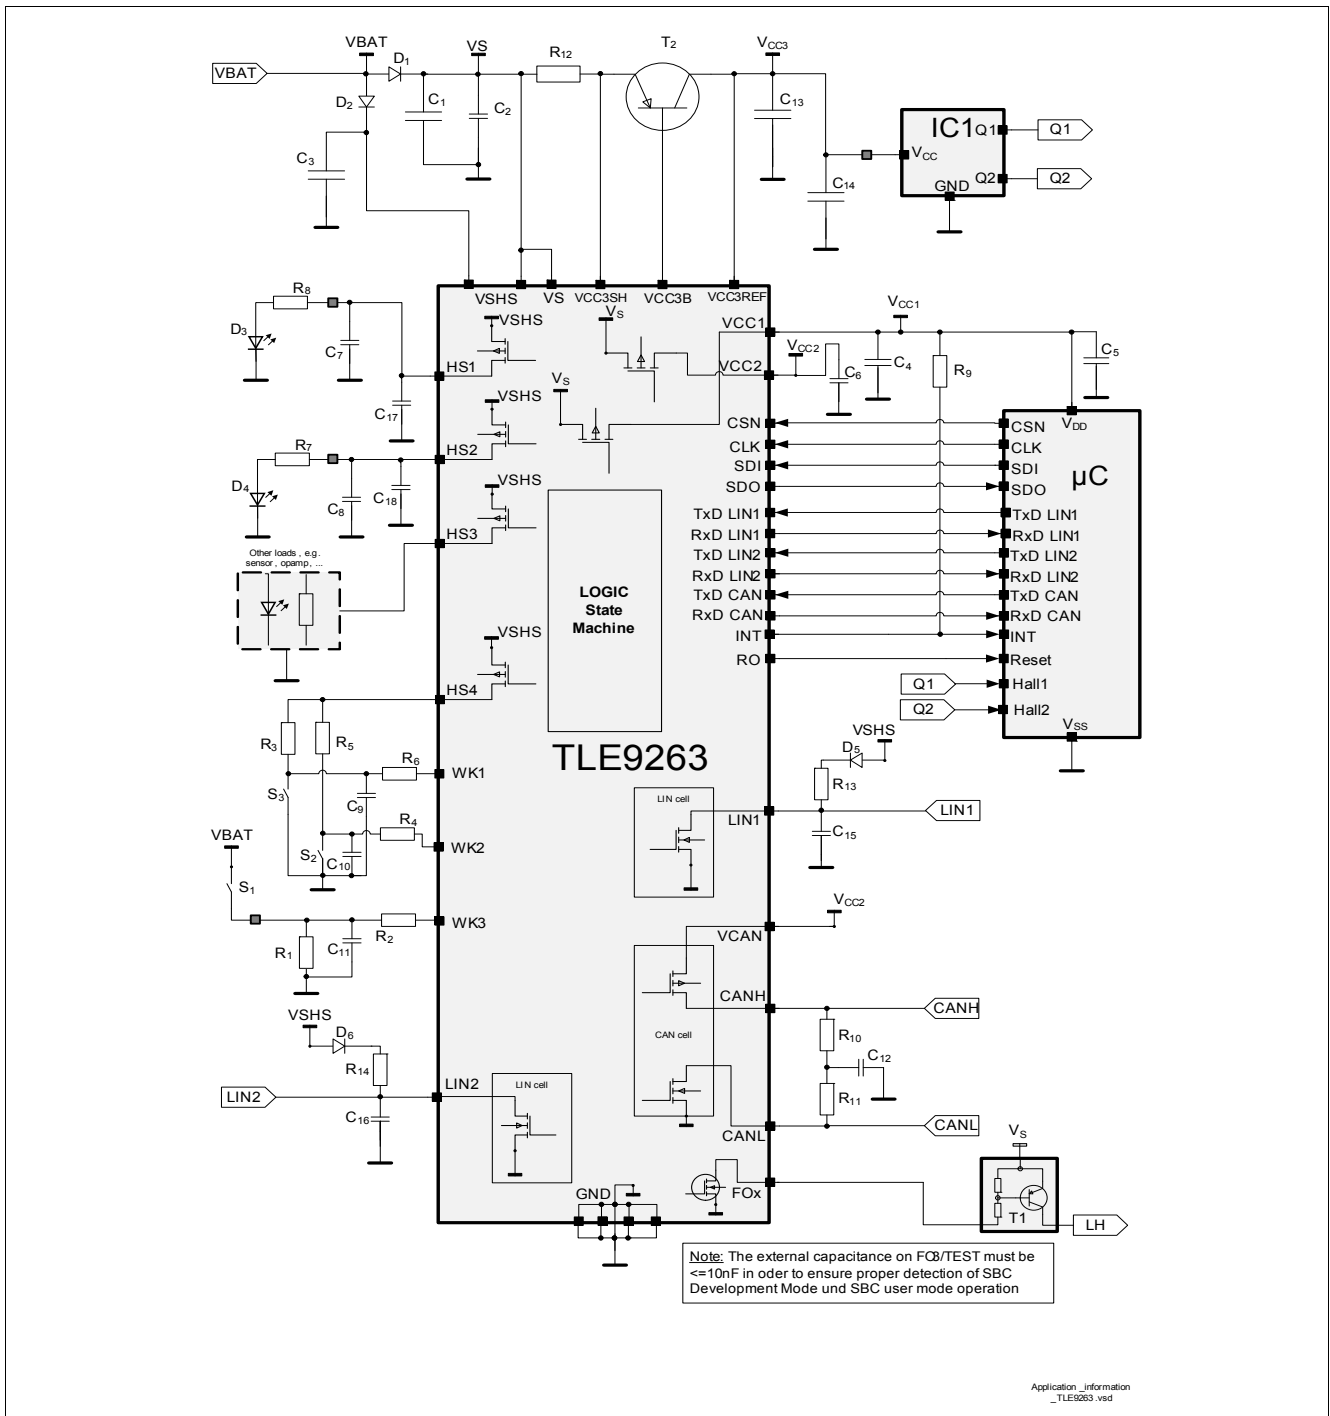 VBAT
VS
T2
VCC3
VBAT
D1
R12
D2
C1
C2
C13
C3
C14
IC1
Q1
Q1
VCC
Q2
Q2
GND
VSHS
VS
VCC3SH
VCC3B
VCC3REF
R8
D3
C7
HS1
VSHS
VS
VCC1
VCC1
VCC2
VCC2
C6
C4
R9
C5
C17
VSHS
VS
R7
HS2
D4
C8
C18
VSHS
HS3
Other loads , e.g.
sensor , opamp, ...
CSN
CLK
SDI
SDO
TxD LIN1
RxD LIN1
TxD LIN2
RxD LIN2
TxD CAN
RxD CAN
INT
RO
VDD
CSN
CLK
SDI
SDO
µC
TxD LIN1
RxD LIN1
TxD LIN2
RxD LIN2
TxD CAN
RxD CAN
INT
Reset
Q1
Hall1
Q2
Hall2
VSS
LOGIC
State
Machine
VSHS
HS4
R3
R5
TLE9263
R6
WK1
S3
C9
R4
WK2
S2
C10
VBAT
S1
WK3
R1
C11
R2
VSHS
D5
R13
LIN cell
LIN1
LIN1
C15
VCC2
VCAN
CANH
CANH
CAN cell
R10
C12
R11
CANL
CANL
VSHS
D6
R14
LIN2
LIN2
LIN cell
C16
GND
FOx
VS
T1
LH
Note: The external capacitance on FO3/TEST must be
<=10nF in oder to ensure proper detection of SBC
Development Mode und SBC user mode operation
Application _information
_TLE9263 .vsd